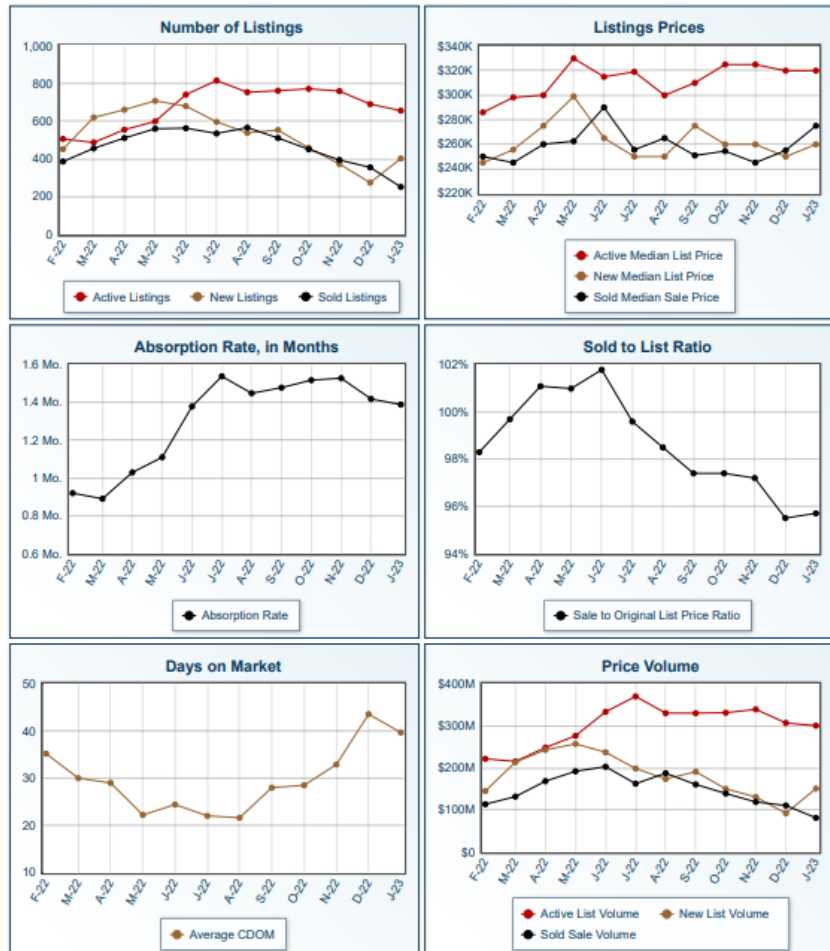 Number of Listings
1,000
800
600
400
200
0
F-22 M-22 A-22 M-22 J-22 J-22 A-22 S-22 O-22 N-22 D-22 J-23
Active Listings New Listings Sold Listings
Listings Prices
$340K
$320K
$300K
$280K
$260K
$240K
$220K
F-22 M-22 A-22 M-22 J-22 J-22 A-22 S-22 O-22 N-22 D-22 J-23
Active Median List Price
New Median List Price
Sold Median Sale Price
Absorption Rate, in Months
1.6 Mo.
1.4 Mo.
1.2 Mo.
1 Mo.
0.8 Mo.
0.6 Mo.
F-22 M-22 A-22 M-22 J-22 J-22 A-22 S-22 O-22 N-22 D-22 J-23
Absorption Rate
Sold to List Ratio
102%
100%
98%
96%
94%
F-22 M-22 A-22 M-22 J-22 J-22 A-22 S-22 O-22 N-22 D-22 J-23
Sale to Original List Price Ratio
Days on Market
50
40
30
20
10
F-22 M-22 A-22 M-22 J-22 J-22 A-22 S-22 O-22 N-22 D-22 J-23
Average CDOM
Price Volume
$400M
$300M
$200M
$100M
$0
F-22 M-22 A-22 M-22 J-22 J-22 A-22 S-22 O-22 N-22 D-22 J-23
Active List Volume New List Volume
Sold Sale Volume